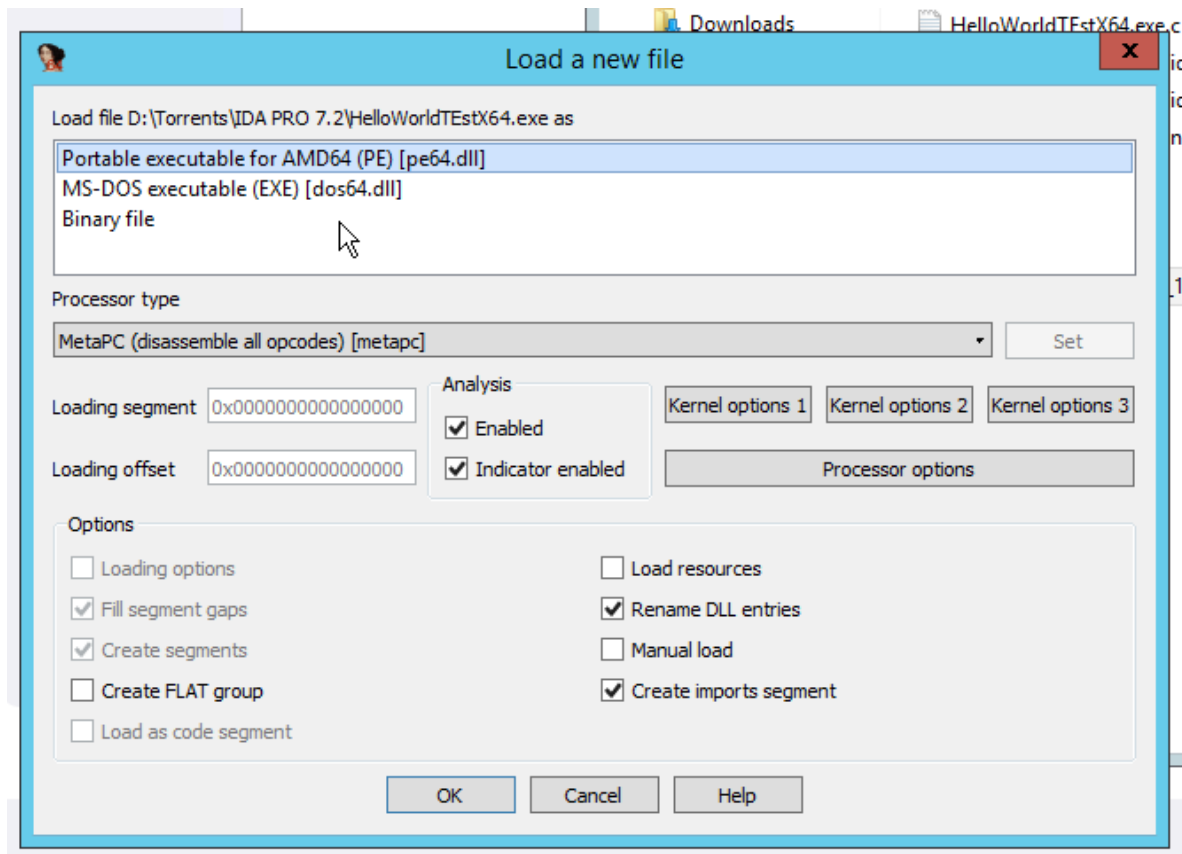 Downloads
HelloWorldTEstX64.exe.c
Load a new file
x
Load file D:\Torrents\IDA PRO 7.2\HelloWorldTEstX64.exe as
Portable executable for AMD64 (PE) [pe64.dll]
MS-DOS executable (EXE) [dos64.dll]
Binary file
Processor type
MetaPC (disassemble all opcodes) [metapc]
Set
Loading segment 0x0000000000000000
Loading offset 0x0000000000000000
Analysis
Enabled
Indicator enabled
Kernel options 1 Kernel options 2 Kernel options 3
Processor options
Options
Loading options
Fill segment gaps
Create segments
Create FLAT group
Load as code segment
Load resources
Rename DLL entries
Manual load
Create imports segment
OK Cancel Help